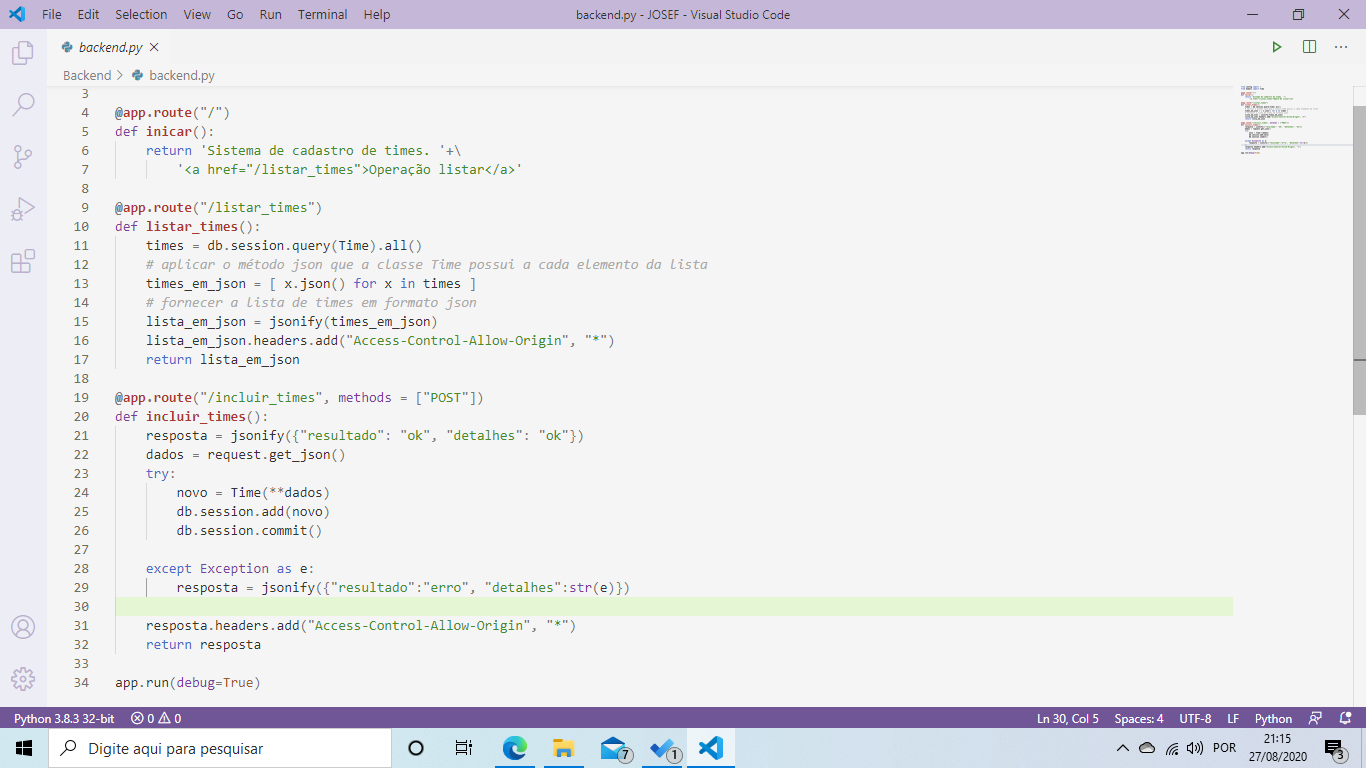 File Edit Selection View Go Run Terminal Help backend.py - JOSEF - Visual Studio Code
backend.py
Backend > backend.py
3
4 @app.route("/")
5 def inicar():
6 return 'Sistema de cadastro de times. '+\
7 '<a href="/listar_times">Operação listar</a>'
8
9 @app.route("/listar_times")
10 def listar_times():
11 times = db.session.query(Time).all()
12 # aplicar o método json que a classe Time possui a cada elemento da lista
13 times_em_json = [ x.json() for x in times ]
14 # fornecer a lista de times em formato json
15 lista_em_json = jsonify(times_em_json)
16 lista_em_json.headers.add("Access-Control-Allow-Origin", "*")
17 return lista_em_json
18
19 @app.route("/incluir_times", methods = ["POST"])
20 def incluir_times():
21 resposta = jsonify({"resultado": "ok", "detalhes": "ok"})
22 dados = request.get_json()
23 try:
24 novo = Time(**dados)
25 db.session.add(novo)
26 db.session.commit()
27
28 except Exception as e:
29 resposta = jsonify({"resultado":"erro", "detalhes":str(e)})
30
31 resposta.headers.add("Access-Control-Allow-Origin", "*")
32 return resposta
33
34 app.run(debug=True)
Python 3.8.3 32-bit 0 0 Ln 30, Col 5 Spaces: 4 UTF-8 LF Python
Digite aqui para pesquisar 7 1 POR 21:15
27/08/2020 3